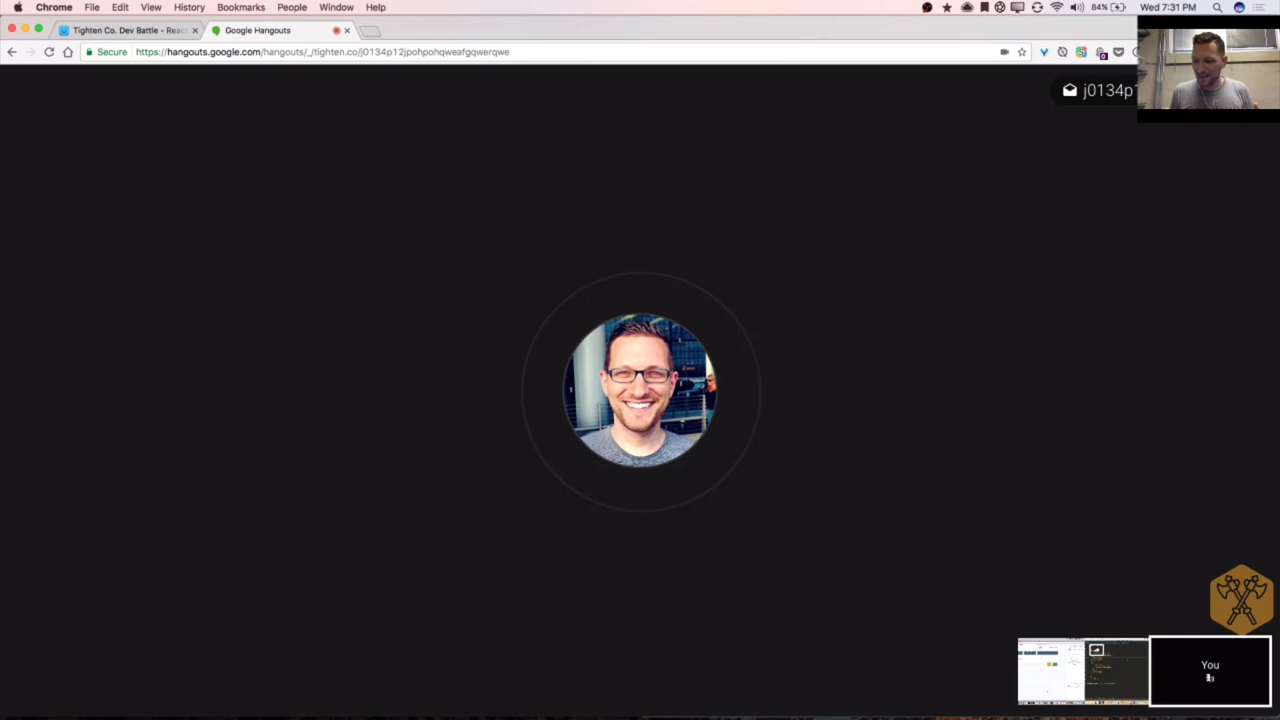 Chrome File Edit View History Bookmarks People Window Help
84% Wed 7:31 PM
Tighten Co. Dev Battle - Reac
Google Hangouts
Secure https://hangouts.google.com/hangouts/_/tighten.co/j0134p12jpohpohqweafgqwerqwe
j0134p1
You